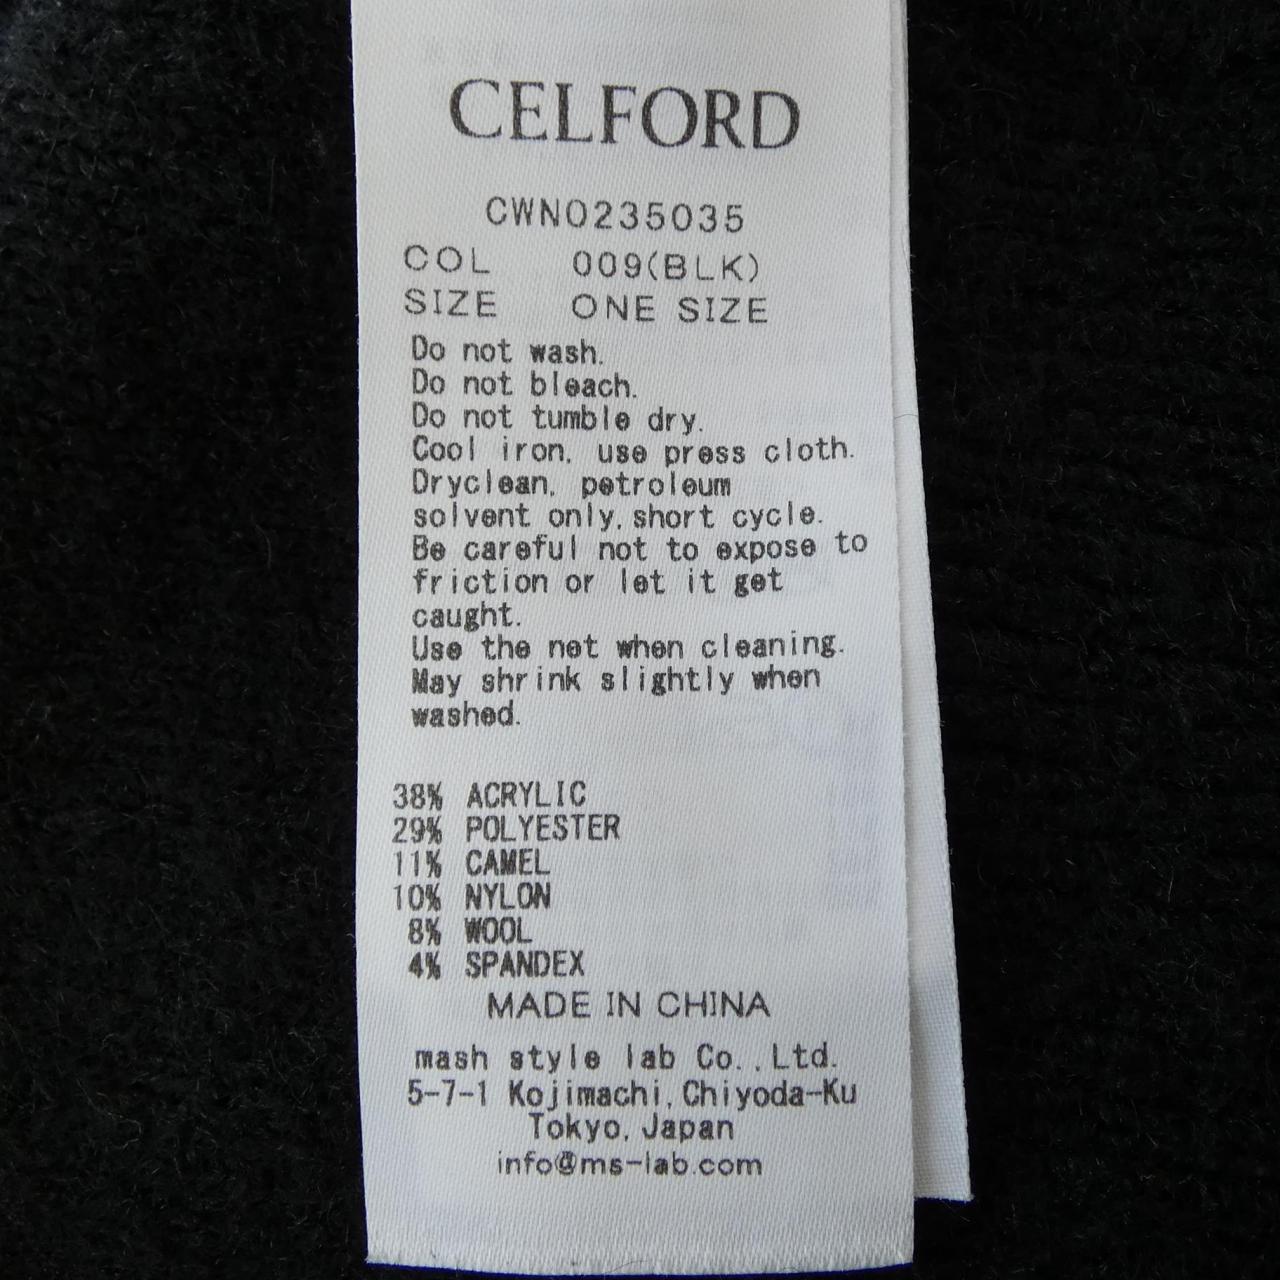 CELFORD
CWNO235035
COL 009(BLK)
SIZE ONE SIZE
Do not wash.
Do not bleach.
Do not tumble dry.
Cool iron, use press cloth.
Dryclean, petroleum
solvent only, short cycle.
Be careful not to expose to
friction or let it get
caught.
Use the net when cleaning.
May shrink slightly when
washed.
38% ACRYLIC
29% POLYESTER
11% CAMEL
10% NYLON
8% WOOL
4% SPANDEX
MADE IN CHINA
mash style lab Co.,Ltd.
5-7-1 Kojimachi, Chiyoda-Ku
Tokyo, Japan
info@ms-lab.com